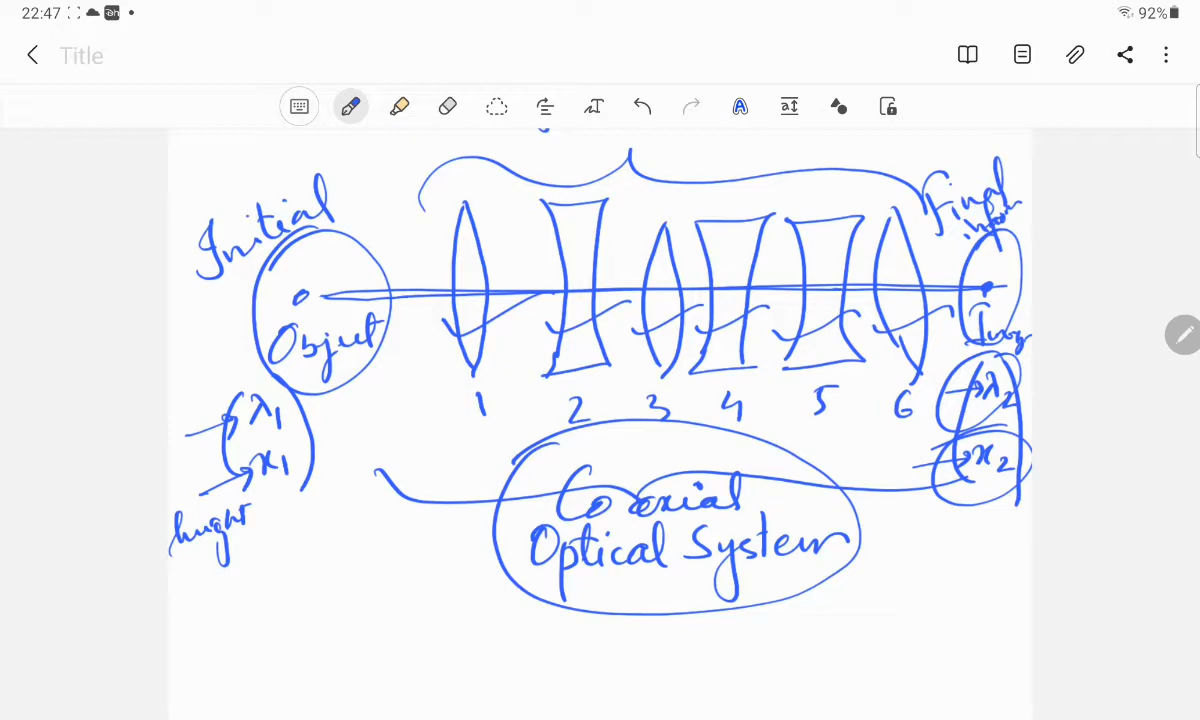 22:47
92%
Title
Initial
Final
Object
1 2 3 4 5 6
λ1
x1
height
λ2
x2
Coaxial
Optical System